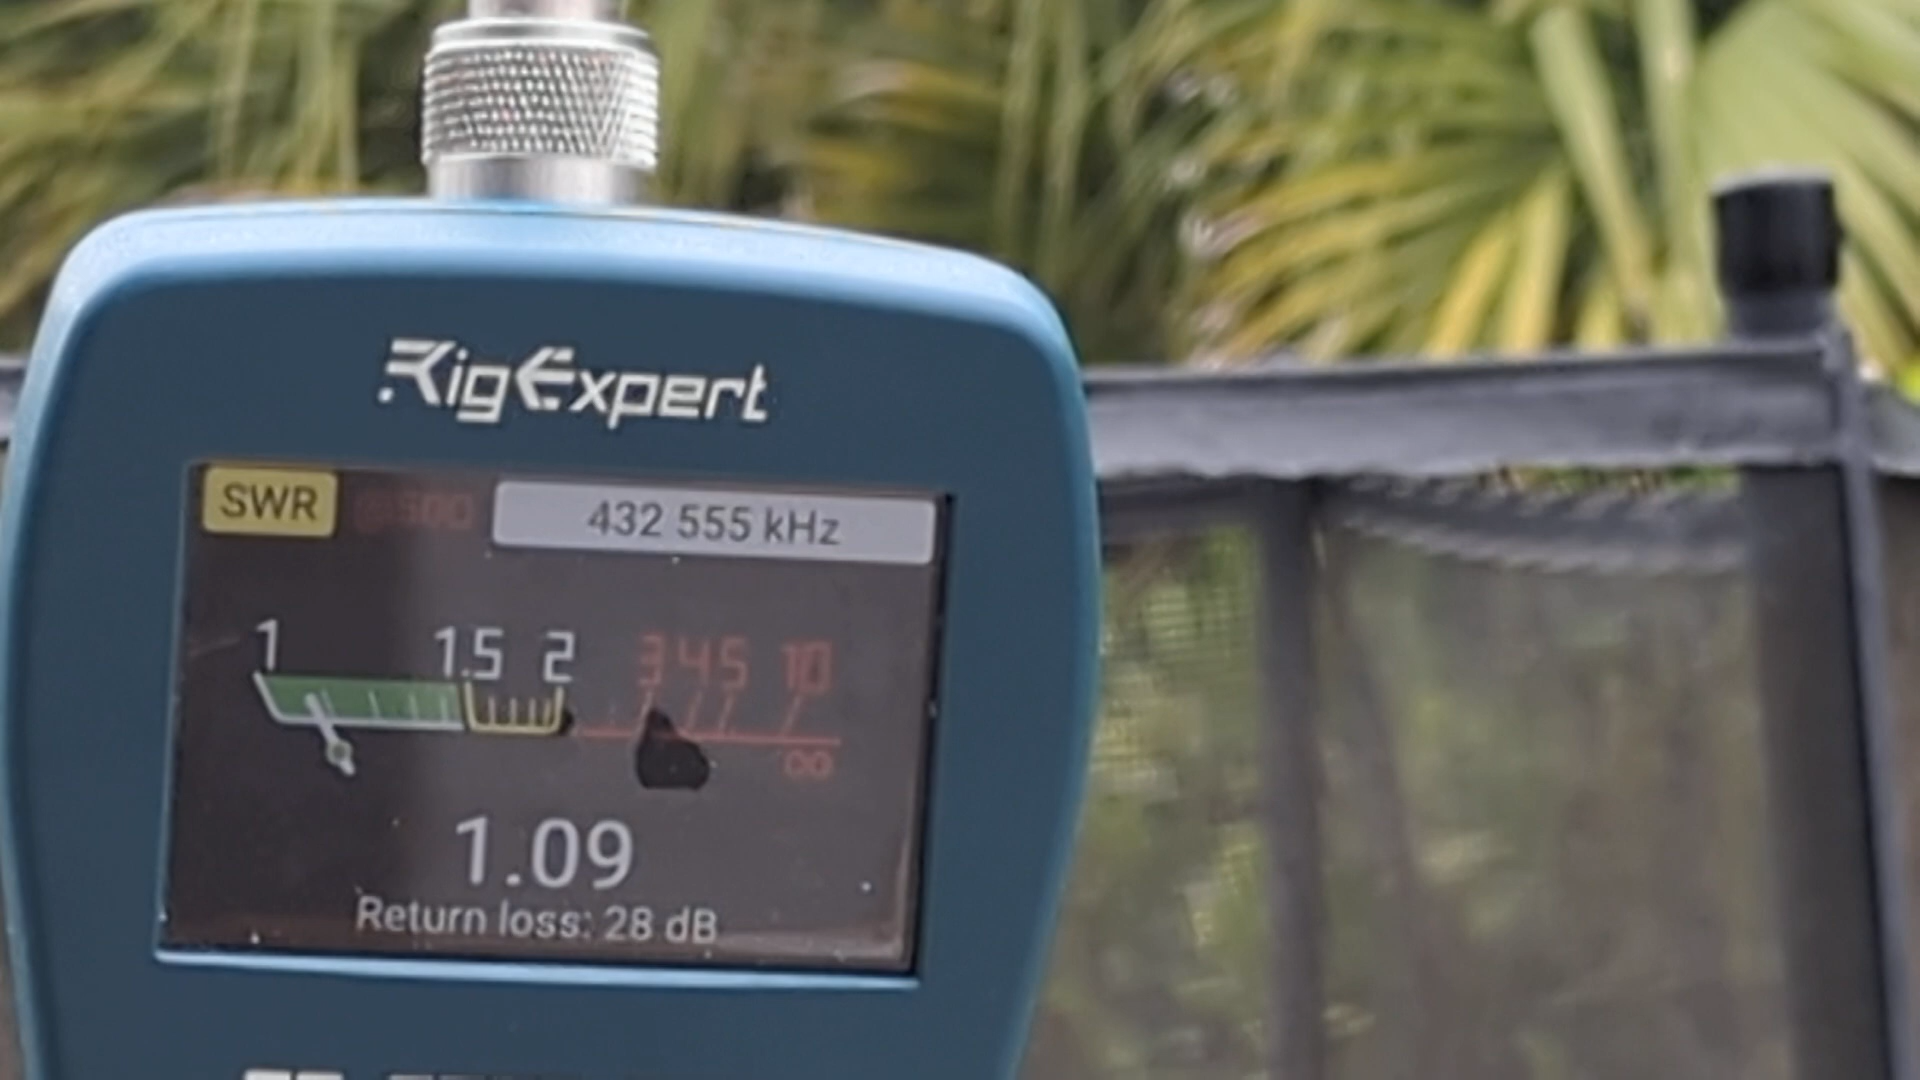 RigExpert
SWR @50Ω 432 555 kHz
1 1.5 2 3 4 5 10
∞
1.09
Return loss: 28 dB